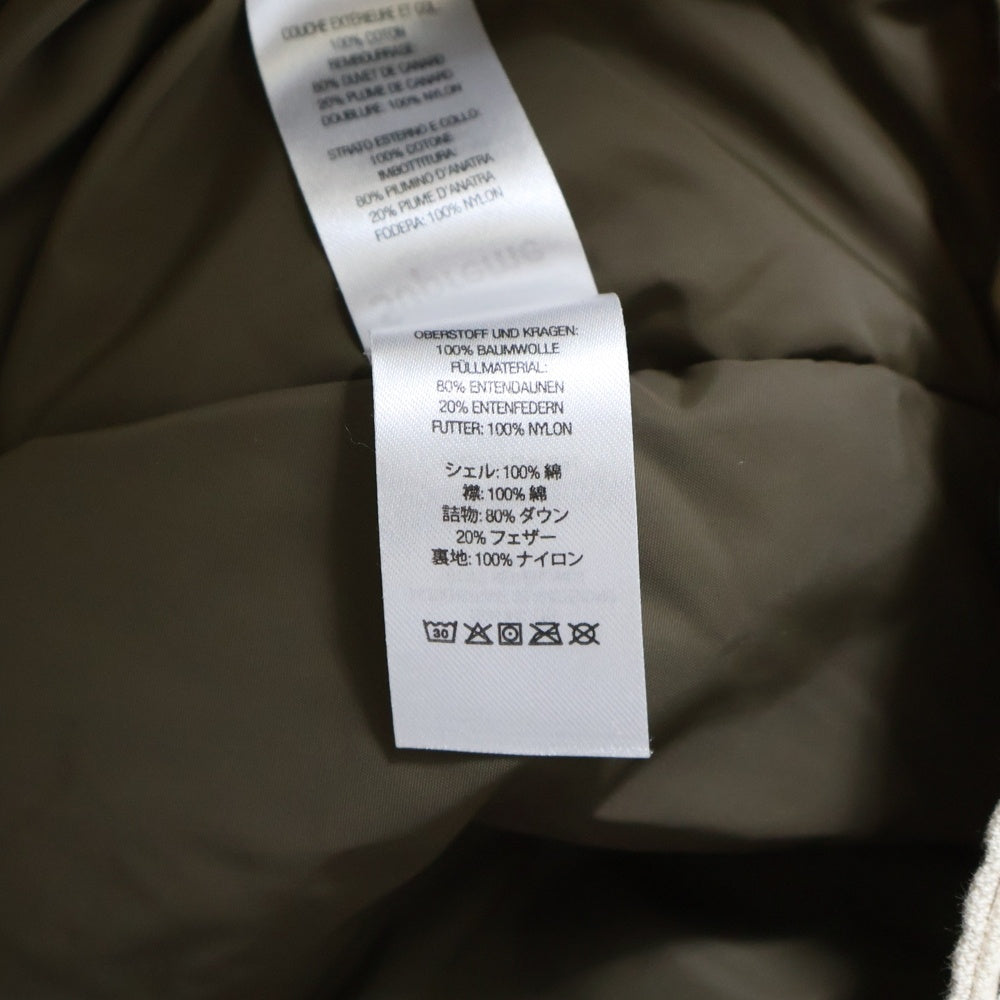 COUCHE EXTÉRIEURE ET COL:
100% COTON
REMBOURRAGE
80% DUVET DE CANARD
20% PLUME DE CANARD
DOUBLURE: 100% NYLON
STRATO ESTERNO E COLLO:
100% COTONE
IMBOTTITURA:
80% PIUMINO D'ANATRA
20% PIUME D'ANATRA
FODERA: 100% NYLON
OBERSTOFF UND KRAGEN:
100% BAUMWOLLE
FÜLLMATERIAL:
80% ENTENDAUNEN
20% ENTENFEDERN
FUTTER: 100% NYLON
シェル: 100% 綿
襟: 100% 綿
詰物: 80% ダウン
20% フェザー
裏地: 100% ナイロン
30